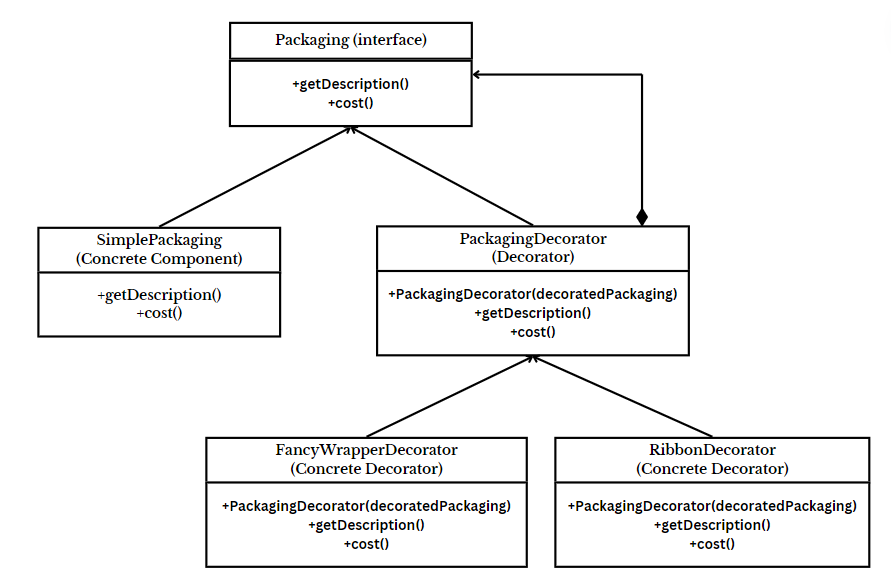 Packaging (interface)
+getDescription()
+cost()
SimplePackaging
(Concrete Component)
+getDescription()
+cost()
PackagingDecorator
(Decorator)
+PackagingDecorator(decoratedPackaging)
+getDescription()
+cost()
FancyWrapperDecorator
(Concrete Decorator)
+PackagingDecorator(decoratedPackaging)
+getDescription()
+cost()
RibbonDecorator
(Concrete Decorator)
+PackagingDecorator(decoratedPackaging)
+getDescription()
+cost()